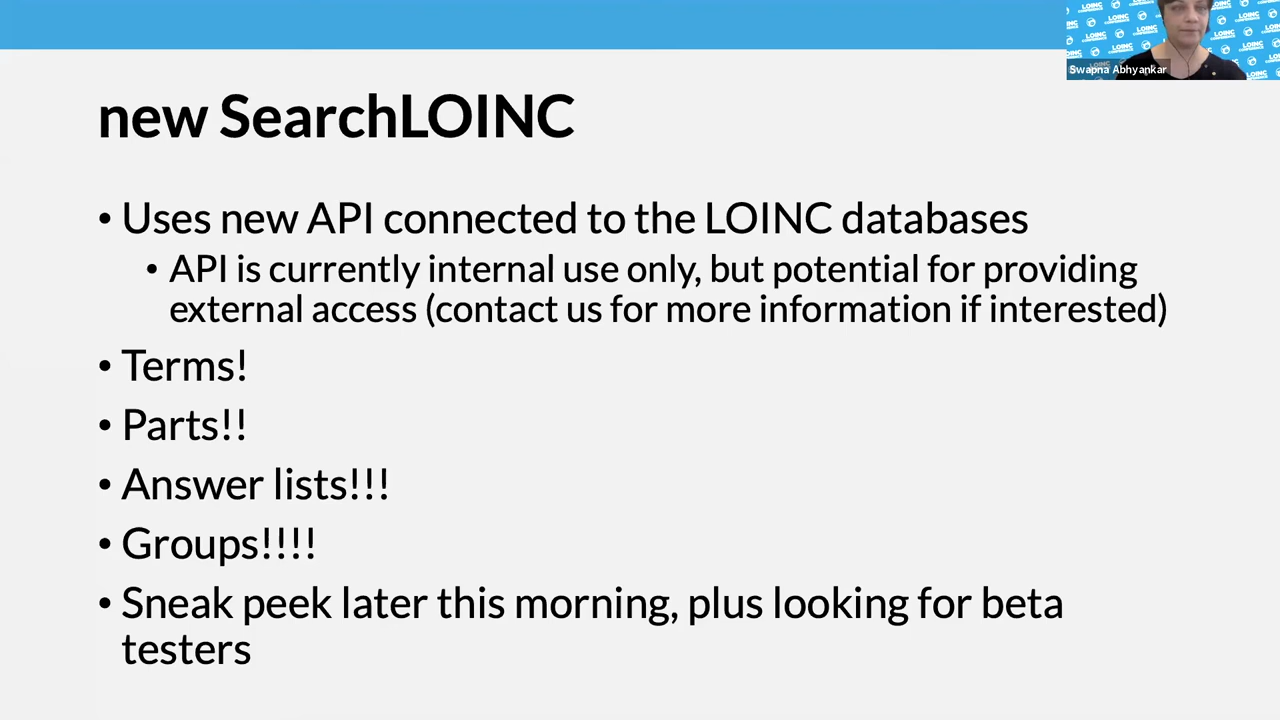 Swapna Abhyankar
new SearchLOINC
• Uses new API connected to the LOINC databases
• API is currently internal use only, but potential for providing
external access (contact us for more information if interested)
• Terms!
• Parts!!
• Answer lists!!!
• Groups!!!!
• Sneak peek later this morning, plus looking for beta
testers